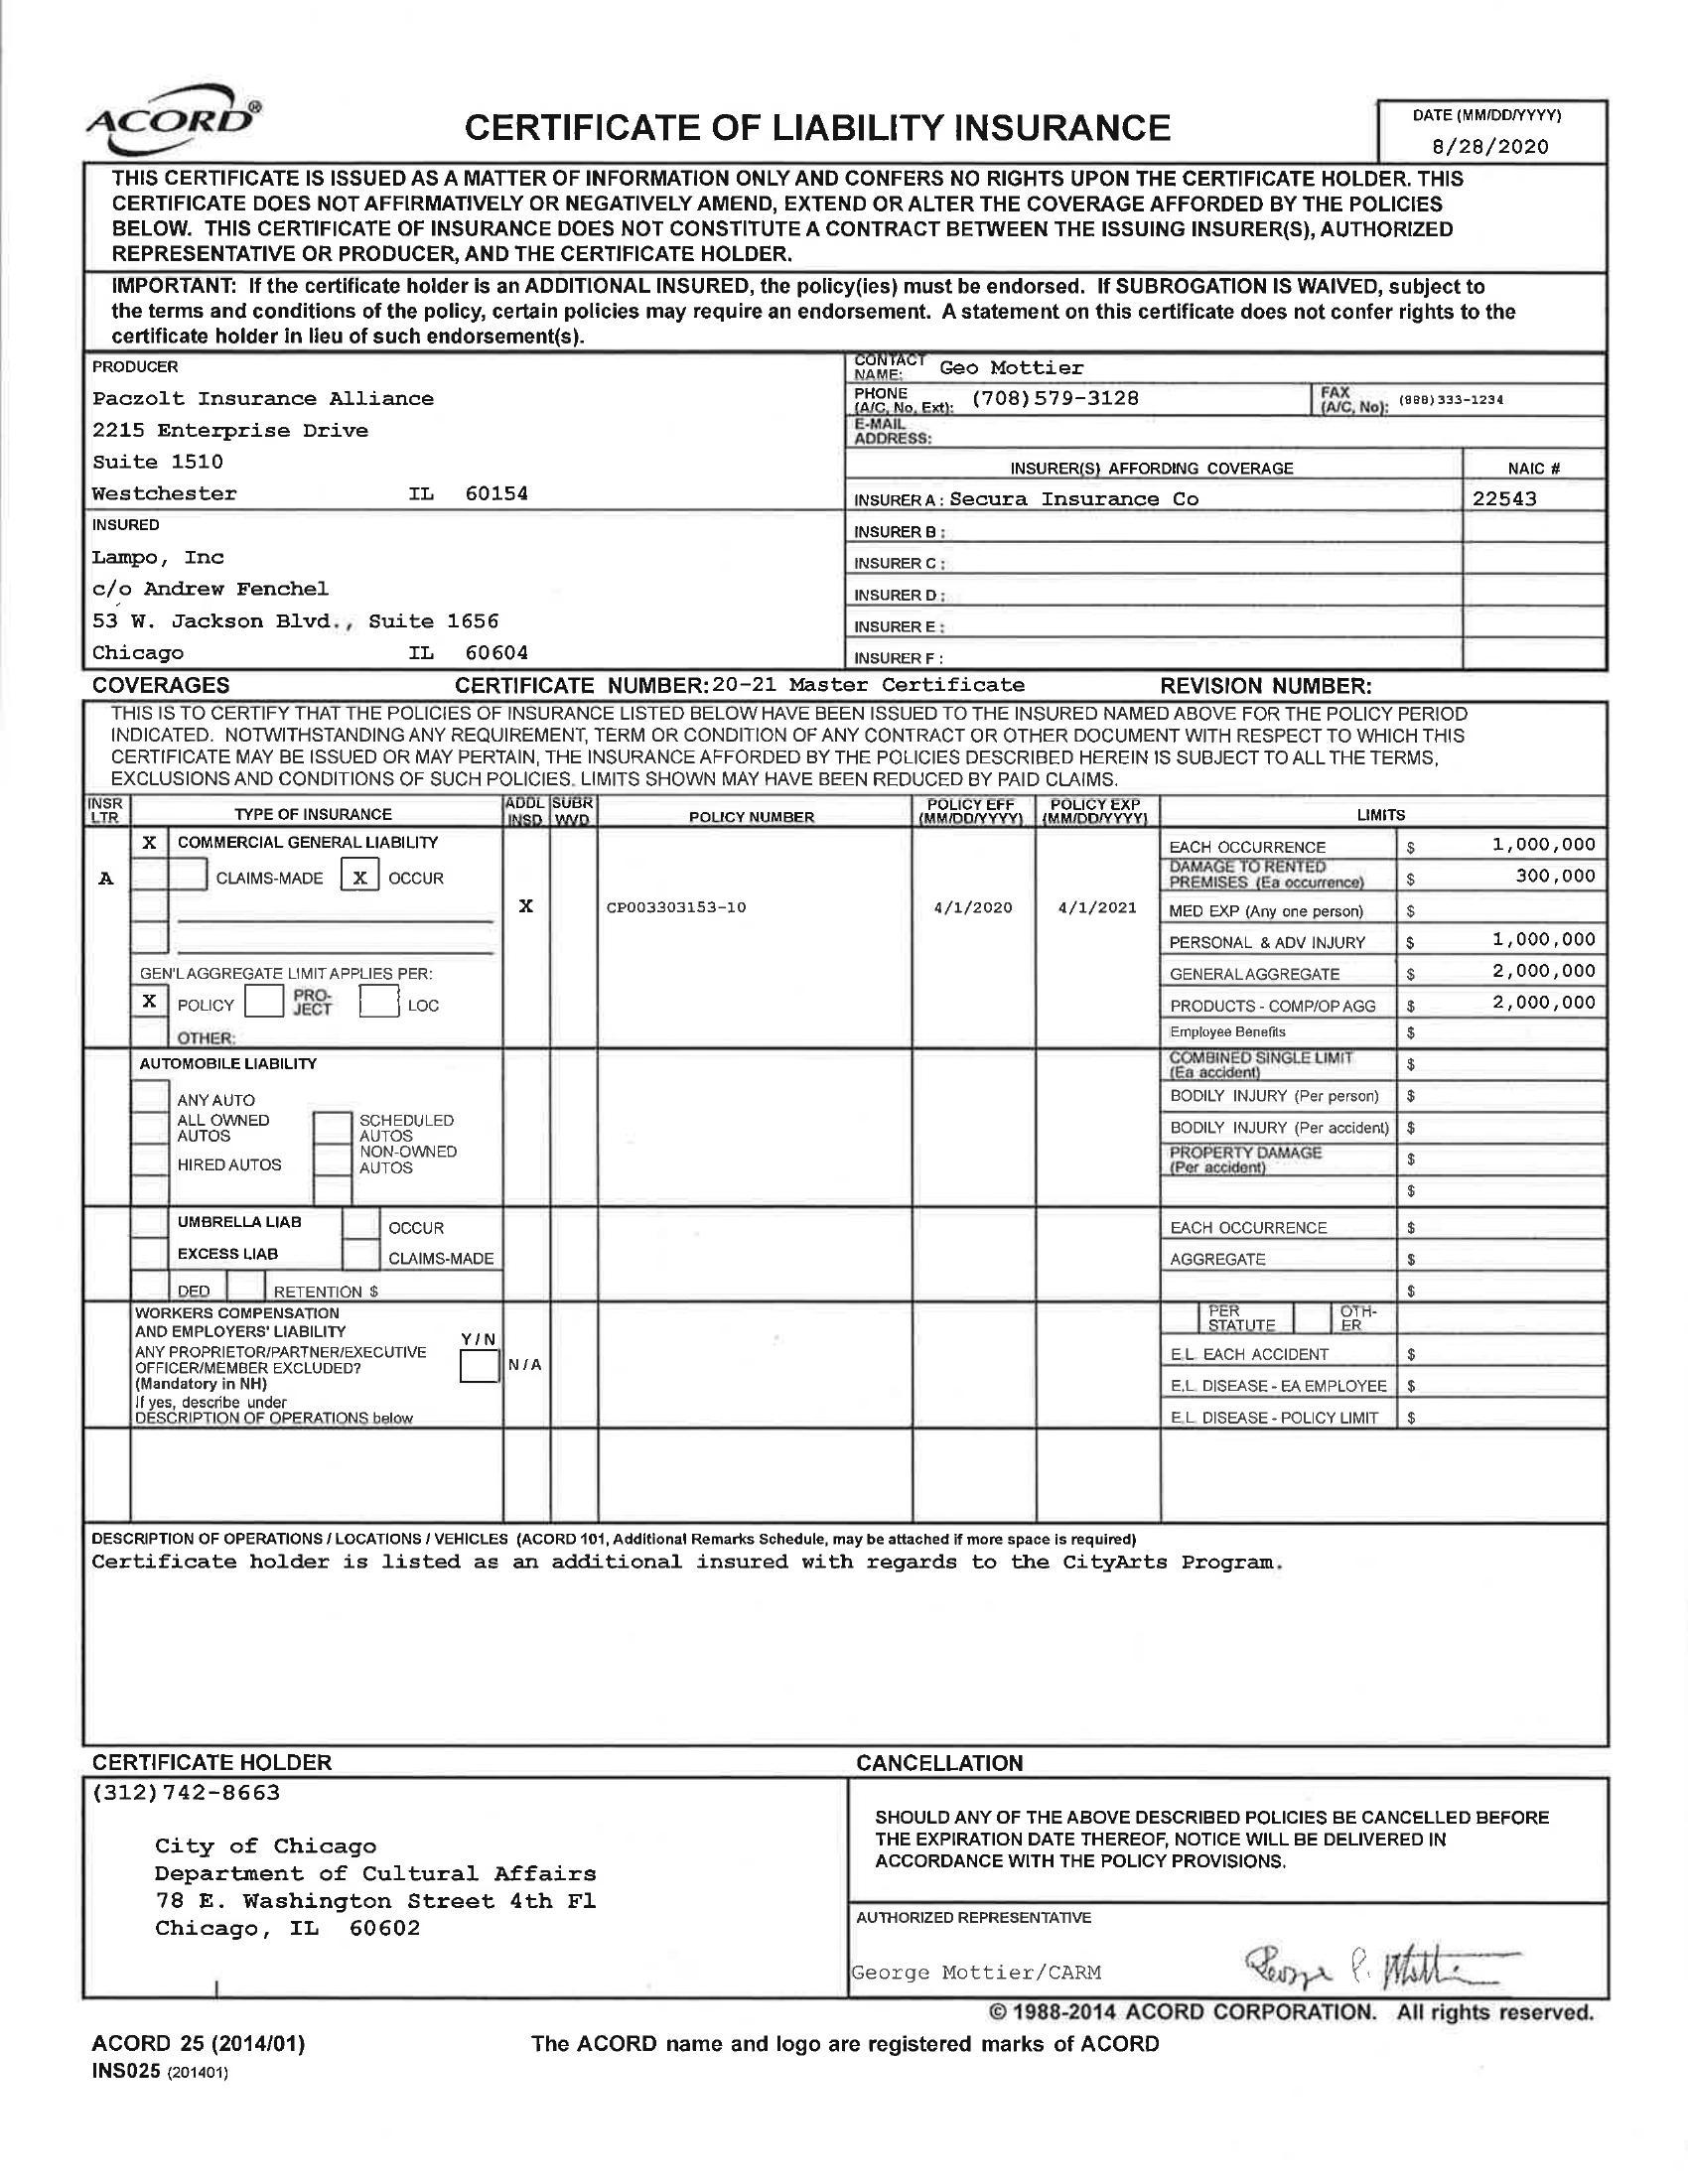 ACORD®
CERTIFICATE OF LIABILITY INSURANCE
DATE (MM/DD/YYYY)
8/28/2020
THIS CERTIFICATE IS ISSUED AS A MATTER OF INFORMATION ONLY AND CONFERS NO RIGHTS UPON THE CERTIFICATE HOLDER. THIS
CERTIFICATE DOES NOT AFFIRMATIVELY OR NEGATIVELY AMEND, EXTEND OR ALTER THE COVERAGE AFFORDED BY THE POLICIES
BELOW. THIS CERTIFICATE OF INSURANCE DOES NOT CONSTITUTE A CONTRACT BETWEEN THE ISSUING INSURER(S), AUTHORIZED
REPRESENTATIVE OR PRODUCER, AND THE CERTIFICATE HOLDER.
IMPORTANT: If the certificate holder is an ADDITIONAL INSURED, the policy(ies) must be endorsed. If SUBROGATION IS WAIVED, subject to
the terms and conditions of the policy, certain policies may require an endorsement. A statement on this certificate does not confer rights to the
certificate holder in lieu of such endorsement(s).
PRODUCER
Paczolt Insurance Alliance
2215 Enterprise Drive
Suite 1510
Westchester IL 60154
CONTACT NAME: Geo Mottier
PHONE (A/C, No, Ext): (708)579-3128
FAX (A/C, No): (888)333-1234
E-MAIL ADDRESS:
INSURER(S) AFFORDING COVERAGE NAIC #
INSURER A : Secura Insurance Co 22543
INSURED
Lampo, Inc
c/o Andrew Fenchel
53 W. Jackson Blvd., Suite 1656
Chicago IL 60604
INSURER B :
INSURER C :
INSURER D :
INSURER E :
INSURER F :
COVERAGES CERTIFICATE NUMBER:20-21 Master Certificate REVISION NUMBER:
THIS IS TO CERTIFY THAT THE POLICIES OF INSURANCE LISTED BELOW HAVE BEEN ISSUED TO THE INSURED NAMED ABOVE FOR THE POLICY PERIOD
INDICATED. NOTWITHSTANDING ANY REQUIREMENT, TERM OR CONDITION OF ANY CONTRACT OR OTHER DOCUMENT WITH RESPECT TO WHICH THIS
CERTIFICATE MAY BE ISSUED OR MAY PERTAIN, THE INSURANCE AFFORDED BY THE POLICIES DESCRIBED HEREIN IS SUBJECT TO ALL THE TERMS,
EXCLUSIONS AND CONDITIONS OF SUCH POLICIES. LIMITS SHOWN MAY HAVE BEEN REDUCED BY PAID CLAIMS.
INSR LTR TYPE OF INSURANCE ADDL INSD SUBR WVD POLICY NUMBER POLICY EFF (MM/DD/YYYY) POLICY EXP (MM/DD/YYYY) LIMITS
X COMMERCIAL GENERAL LIABILITY
A CLAIMS-MADE X OCCUR
X CP003303153-10 4/1/2020 4/1/2021
GEN'L AGGREGATE LIMIT APPLIES PER:
X POLICY PRO-JECT LOC
OTHER:
EACH OCCURRENCE $ 1,000,000
DAMAGE TO RENTED PREMISES (Ea occurrence) $ 300,000
MED EXP (Any one person) $
PERSONAL & ADV INJURY $ 1,000,000
GENERAL AGGREGATE $ 2,000,000
PRODUCTS - COMP/OP AGG $ 2,000,000
Employee Benefits $
AUTOMOBILE LIABILITY
ANY AUTO
ALL OWNED AUTOS SCHEDULED AUTOS
HIRED AUTOS NON-OWNED AUTOS
COMBINED SINGLE LIMIT (Ea accident) $
BODILY INJURY (Per person) $
BODILY INJURY (Per accident) $
PROPERTY DAMAGE (Per accident) $
$
UMBRELLA LIAB OCCUR
EXCESS LIAB CLAIMS-MADE
DED RETENTION $
EACH OCCURRENCE $
AGGREGATE $
$
WORKERS COMPENSATION
AND EMPLOYERS' LIABILITY Y / N
ANY PROPRIETOR/PARTNER/EXECUTIVE
OFFICER/MEMBER EXCLUDED? N / A
(Mandatory in NH)
If yes, describe under
DESCRIPTION OF OPERATIONS below
PER STATUTE OTH-ER
E.L. EACH ACCIDENT $
E.L. DISEASE - EA EMPLOYEE $
E.L. DISEASE - POLICY LIMIT $
DESCRIPTION OF OPERATIONS / LOCATIONS / VEHICLES (ACORD 101, Additional Remarks Schedule, may be attached if more space is required)
Certificate holder is listed as an additional insured with regards to the CityArts Program.
CERTIFICATE HOLDER
(312)742-8663
City of Chicago
Department of Cultural Affairs
78 E. Washington Street 4th Fl
Chicago, IL 60602
CANCELLATION
SHOULD ANY OF THE ABOVE DESCRIBED POLICIES BE CANCELLED BEFORE
THE EXPIRATION DATE THEREOF, NOTICE WILL BE DELIVERED IN
ACCORDANCE WITH THE POLICY PROVISIONS.
AUTHORIZED REPRESENTATIVE
George Mottier/CARM
George P. Mottier
© 1988-2014 ACORD CORPORATION. All rights reserved.
ACORD 25 (2014/01) The ACORD name and logo are registered marks of ACORD
INS025 (201401)